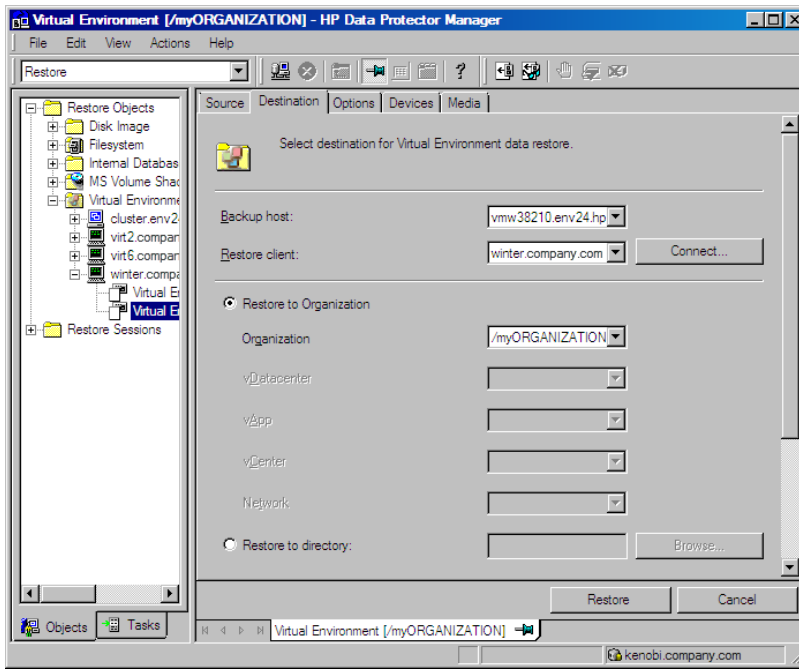 Virtual Environment [/myORGANIZATION] - HP Data Protector Manager
File Edit View Actions Help
Restore
Restore Objects
Disk Image
Filesystem
Internal Databas
MS Volume Shad
Virtual Environme
cluster.env2
virt2.compan
virt6.compan
winter.compa
Virtual E
Virtual E
Restore Sessions
Objects Tasks
Source Destination Options Devices Media
Select destination for Virtual Environment data restore.
Backup host: vmw38210.env24.hp
Restore client: winter.company.com Connect...
Restore to Organization
Organization /myORGANIZATION
vDatacenter
vApp
vCenter
Network
Restore to directory: Browse...
Restore Cancel
Virtual Environment [/myORGANIZATION]
kenobi.company.com